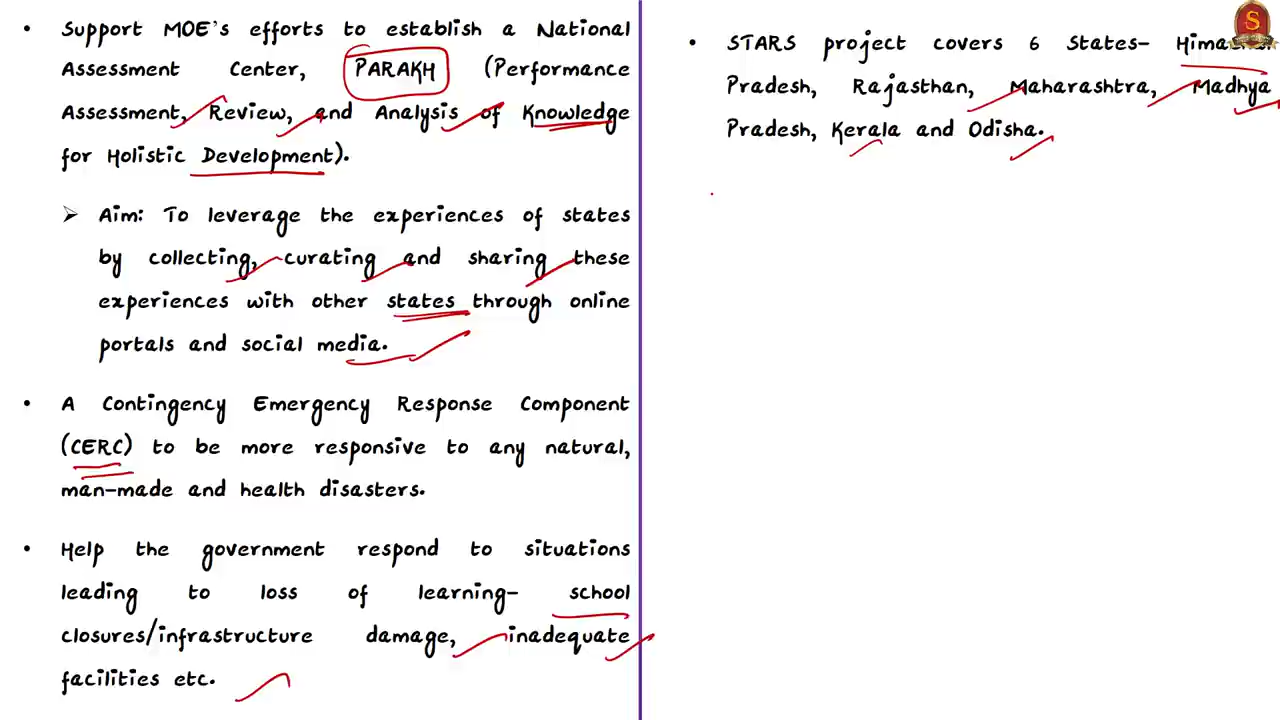 • Support MOE's efforts to establish a National
Assessment Center, PARAKH (Performance
Assessment, Review, and Analysis of Knowledge
for Holistic Development).
➢ Aim: To leverage the experiences of states
by collecting, curating and sharing these
experiences with other states through online
portals and social media.
• A Contingency Emergency Response Component
(CERC) to be more responsive to any natural,
man-made and health disasters.
• Help the government respond to situations
leading to loss of learning- school
closures/infrastructure damage, inadequate
facilities etc.
• STARS project covers 6 States-
Pradesh, Rajasthan, Maharashtra, Madhya
Pradesh, Kerala and Odisha.
S